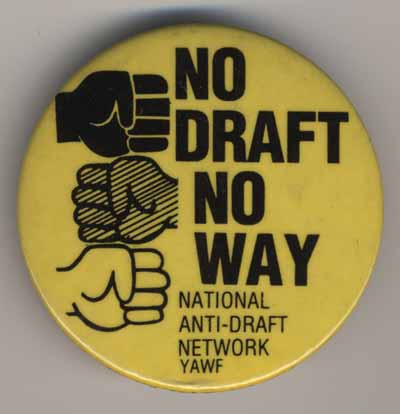 NO
DRAFT
NO
WAY
NATIONAL
ANTI-DRAFT
NETWORK
YAWF